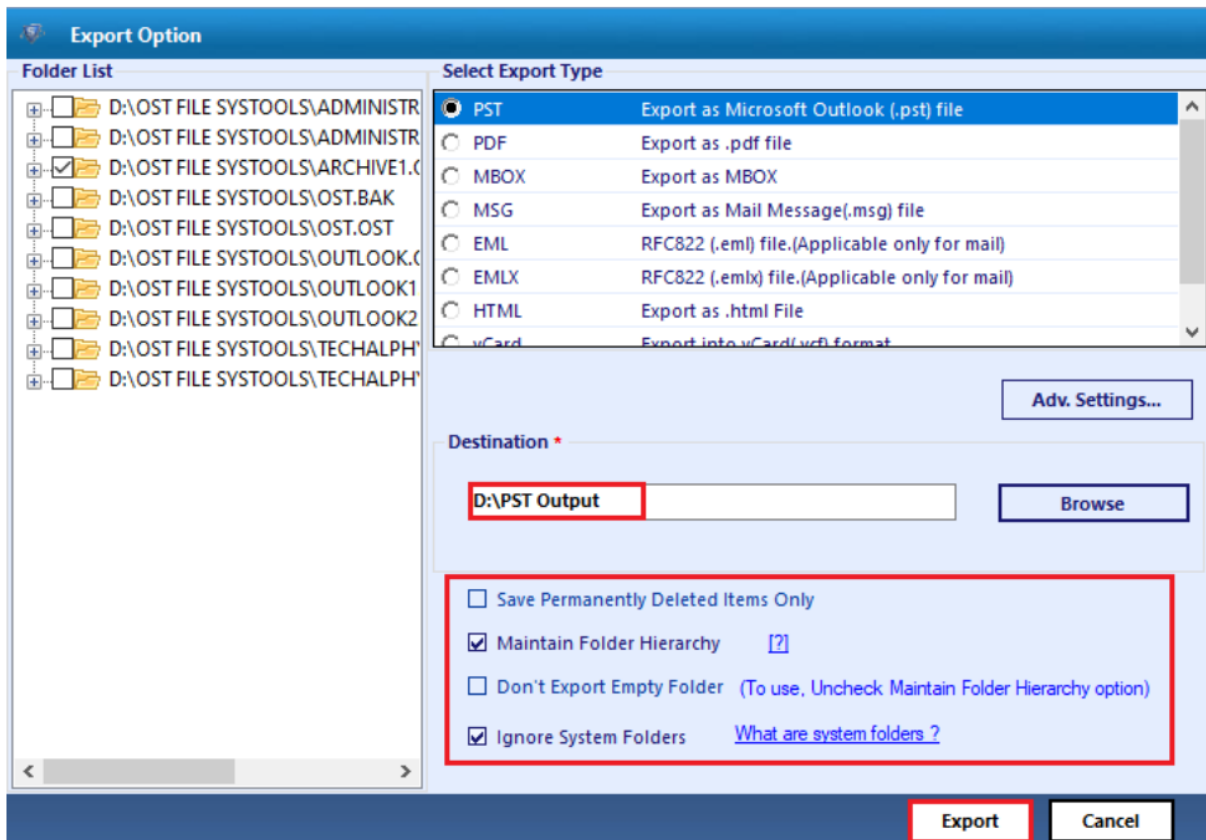 Export Option
Folder List
D:\OST FILE SYSTOOLS\ADMINISTR
D:\OST FILE SYSTOOLS\ADMINISTR
D:\OST FILE SYSTOOLS\ARCHIVE1.
D:\OST FILE SYSTOOLS\OST.BAK
D:\OST FILE SYSTOOLS\OST.OST
D:\OST FILE SYSTOOLS\OUTLOOK.
D:\OST FILE SYSTOOLS\OUTLOOK1
D:\OST FILE SYSTOOLS\OUTLOOK2
D:\OST FILE SYSTOOLS\TECHALPH
D:\OST FILE SYSTOOLS\TECHALPH
Select Export Type
PST Export as Microsoft Outlook (.pst) file
PDF Export as .pdf file
MBOX Export as MBOX
MSG Export as Mail Message(.msg) file
EML RFC822 (.eml) file.(Applicable only for mail)
EMLX RFC822 (.emlx) file.(Applicable only for mail)
HTML Export as .html File
vCard Export into vCard(.vcf) format
Adv. Settings...
Destination *
D:\PST Output
Browse
Save Permanently Deleted Items Only
Maintain Folder Hierarchy [?]
Don't Export Empty Folder (To use, Uncheck Maintain Folder Hierarchy option)
Ignore System Folders What are system folders ?
Export Cancel